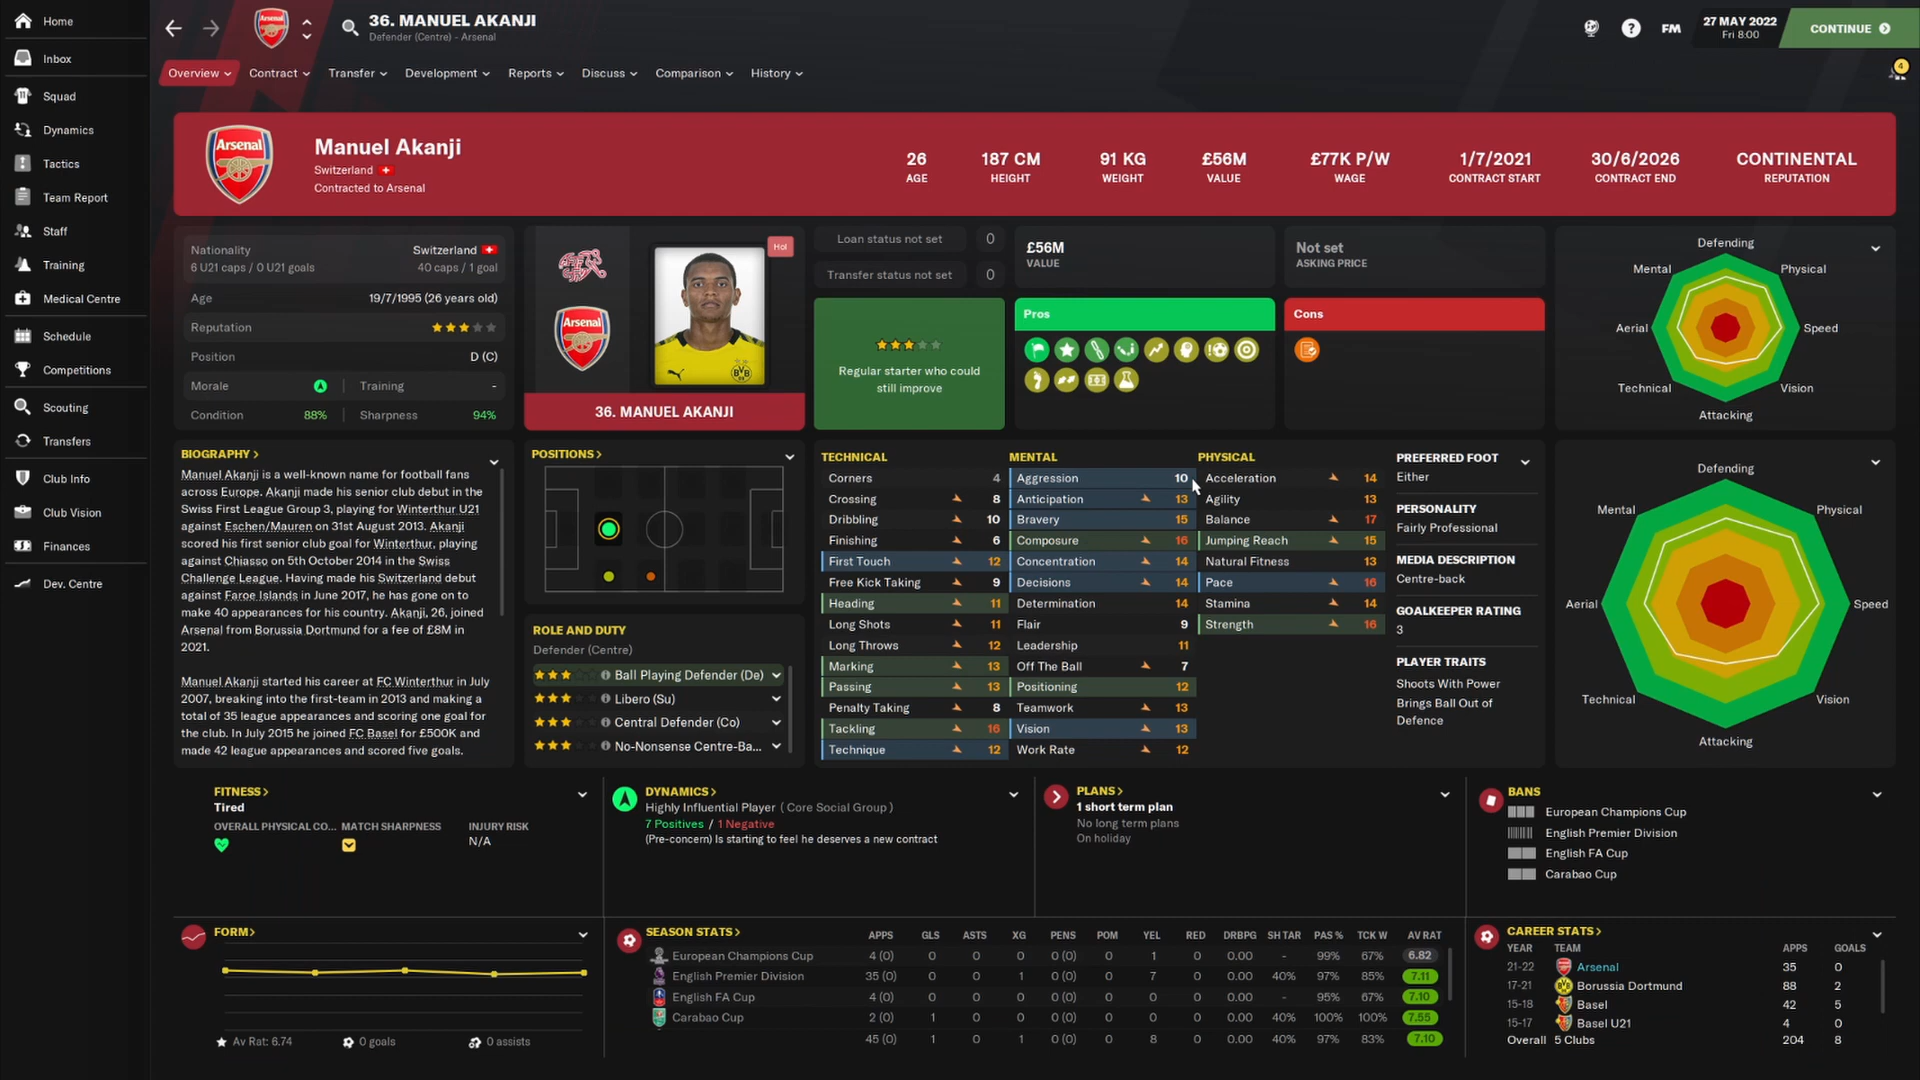 Home
Inbox
Squad
Dynamics
Tactics
Team Report
Staff
Training
Medical Centre
Schedule
Competitions
Scouting
Transfers
Club Info
Club Vision
Finances
Dev. Centre
36. MANUEL AKANJI
Defender (Centre) - Arsenal
FM
27 MAY 2022
Fri 8:00
CONTINUE
Overview Contract Transfer Development Reports Discuss Comparison History
4
Arsenal
Manuel Akanji
Switzerland
Contracted to Arsenal
26 187 CM 91 KG £56M £77K P/W 1/7/2021 30/6/2026 CONTINENTAL
AGE HEIGHT WEIGHT VALUE WAGE CONTRACT START CONTRACT END REPUTATION
Nationality Switzerland
6 U21 caps / 0 U21 goals 40 caps / 1 goal
Age 19/7/1995 (26 years old)
Reputation
Position D (C)
Morale Training -
Condition 88% Sharpness 94%
Hol
Arsenal
BVB
36. MANUEL AKANJI
Loan status not set 0
Transfer status not set 0
Regular starter who could
still improve
£56M
VALUE
Not set
ASKING PRICE
Pros
Cons
Defending
Mental Physical
Aerial Speed
Technical Vision
Attacking
BIOGRAPHY >
Manuel Akanji is a well-known name for football fans
across Europe. Akanji made his senior club debut in the
Swiss First League Group 3, playing for Winterthur U21
against Eschen/Mauren on 31st August 2013. Akanji
scored his first senior club goal for Winterthur, playing
against Chiasso on 5th October 2014 in the Swiss
Challenge League. Having made his Switzerland debut
against Faroe Islands in June 2017, he has gone on to
make 40 appearances for his country. Akanji, 26, joined
Arsenal from Borussia Dortmund for a fee of £8M in
2021.
Manuel Akanji started his career at FC Winterthur in July
2007, breaking into the first-team in 2013 and making a
total of 35 league appearances and scoring one goal for
the club. In July 2015 he joined FC Basel for £500K and
made 42 league appearances and scored five goals.
POSITIONS >
ROLE AND DUTY
Defender (Centre)
Ball Playing Defender (De)
Libero (Su)
Central Defender (Co)
No-Nonsense Centre-Ba...
TECHNICAL
Corners 4
Crossing 8
Dribbling 10
Finishing 6
First Touch 12
Free Kick Taking 9
Heading 11
Long Shots 11
Long Throws 12
Marking 13
Passing 13
Penalty Taking 8
Tackling 16
Technique 12
MENTAL
Aggression 10
Anticipation 13
Bravery 15
Composure 16
Concentration 14
Decisions 14
Determination 14
Flair 9
Leadership 11
Off The Ball 7
Positioning 12
Teamwork 13
Vision 13
Work Rate 12
PHYSICAL
Acceleration 14
Agility 13
Balance 17
Jumping Reach 15
Natural Fitness 13
Pace 16
Stamina 14
Strength 16
PREFERRED FOOT
Either
PERSONALITY
Fairly Professional
MEDIA DESCRIPTION
Centre-back
GOALKEEPER RATING
3
PLAYER TRAITS
Shoots With Power
Brings Ball Out of
Defence
Defending
Mental Physical
Aerial Speed
Technical Vision
Attacking
FITNESS >
Tired
OVERALL PHYSICAL CO... MATCH SHARPNESS INJURY RISK
N/A
DYNAMICS >
Highly Influential Player ( Core Social Group )
7 Positives / 1 Negative
(Pre-concern) Is starting to feel he deserves a new contract
PLANS >
1 short term plan
No long term plans
On holiday
BANS
European Champions Cup
English Premier Division
English FA Cup
Carabao Cup
FORM >
Av Rat: 6.74 0 goals 0 assists
SEASON STATS > APPS GLS ASTS XG PENS POM YEL RED DRBPG SH TAR PAS % TCK W AV RAT
European Champions Cup 4 (0) 0 0 0 0 (0) 0 1 0 0.00 - 99% 67% 6.82
English Premier Division 35 (0) 0 0 1 0 (0) 0 7 0 0.00 40% 97% 85% 7.11
English FA Cup 4 (0) 0 0 0 0 (0) 0 0 0 0.00 - 95% 67% 7.10
Carabao Cup 2 (0) 1 0 0 0 (0) 0 0 0 0.00 40% 100% 100% 7.55
45 (0) 1 0 1 0 (0) 0 8 0 0.00 40% 97% 83% 7.10
CAREER STATS >
YEAR TEAM APPS GOALS
21-22 Arsenal 35 0
17-21 Borussia Dortmund 88 2
15-18 Basel 42 5
15-17 Basel U21 4 0
Overall 5 Clubs 204 8